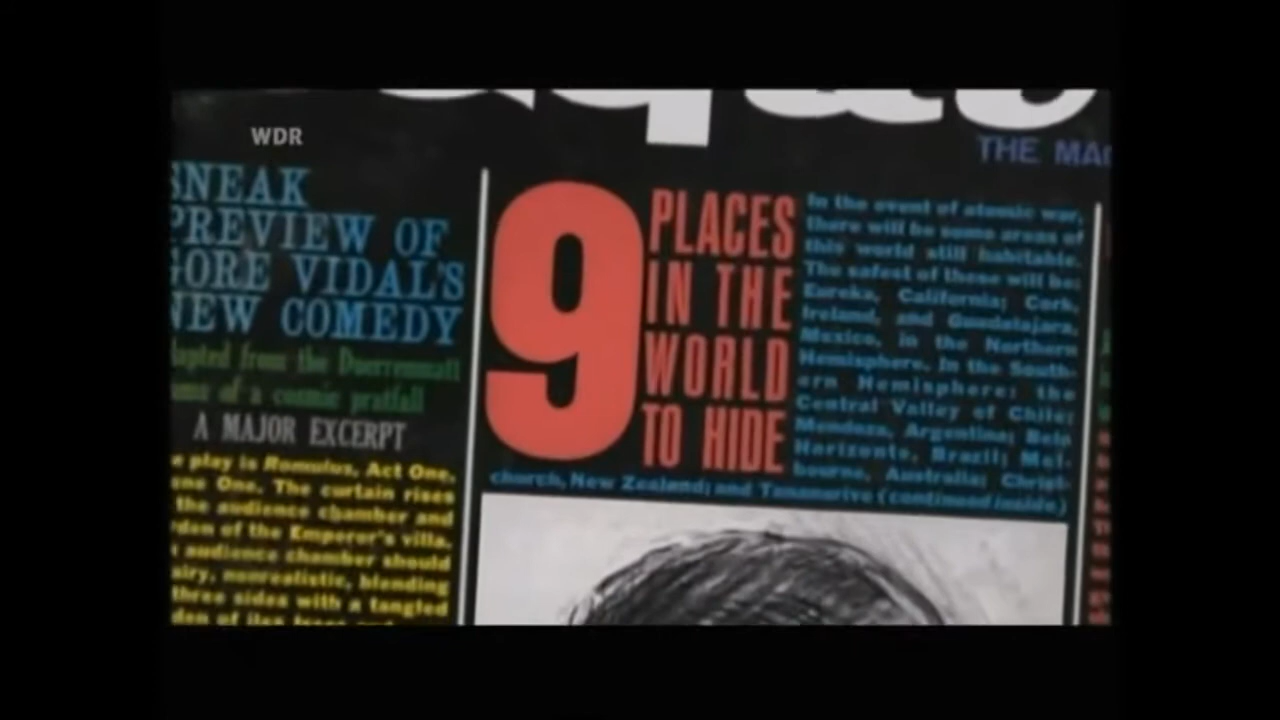 WDR
THE MA
SNEAK
PREVIEW OF
GORE VIDAL'S
NEW COMEDY
dapted from the Duerrenmatt
of a cosmic pratfall
A MAJOR EXCERPT
e play is Romulus, Act One,
ene One. The curtain rises
the audience chamber and
rden of the Emperor's villa.
audience chamber should
airy, nonrealistic, blending
three sides with a tangled
9
PLACES
IN THE
WORLD
TO HIDE
In the event of atomic war,
there will be some areas of
this world still habitable.
The safest of these will be:
Eureka, California; Cork,
Ireland, and Guadalajara,
Mexico, in the Northern
Hemisphere. In the South-
ern Hemisphere: the
Central Valley of Chile;
Mendoza, Argentina; Belo
Horizonte, Brazil; Mel-
bourne, Australia; Christ-
church, New Zealand; and Tananarive (continued inside)